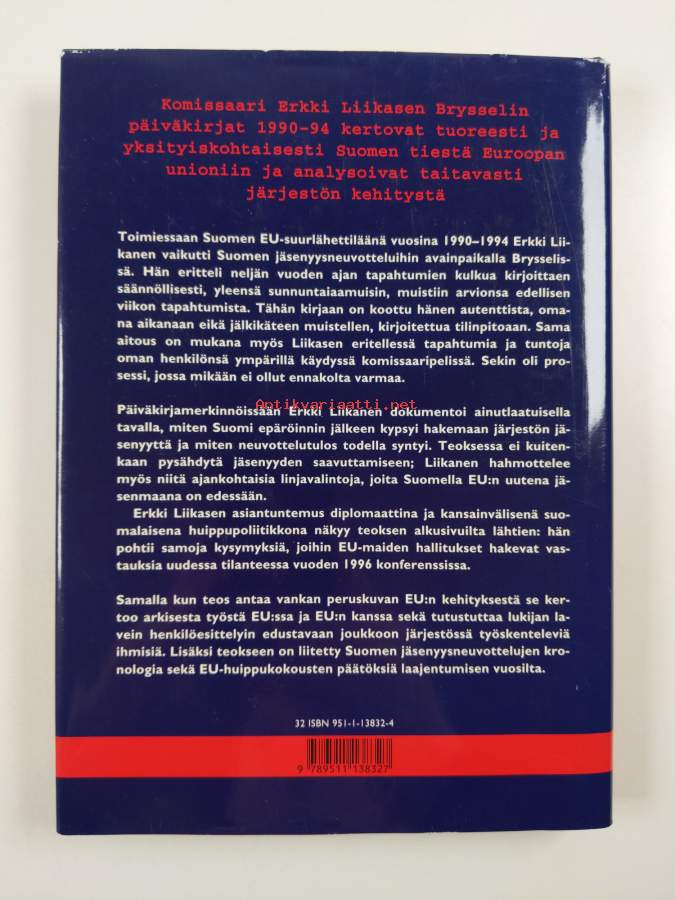 Komissaari Erkki Liikasen Brysselin
päiväkirjat 1990-94 kertovat tuoreesti ja
yksityiskohtaisesti Suomen tiestä Euroopan
unioniin ja analysoivat taitavasti
järjestön kehitystä
Toimiessaan Suomen EU-suurlähettiläänä vuosina 1990–1994 Erkki Lii-
kanen vaikutti Suomen jäsenyysneuvotteluihin avainpaikalla Brysselis-
sä. Hän eritteli neljän vuoden ajan tapahtumien kulkua kirjoittaen
säännöllisesti, yleensä sunnuntaiaamuisin, muistiin arvionsa edellisen
viikon tapahtumista. Tähän kirjaan on koottu hänen autenttista, oma-
na aikanaan eikä jälkikäteen muistellen, kirjoitettua tilinpitoaan. Sama
aitous on mukana myös Liikasen eritellessä tapahtumia ja tuntoja
oman henkilönsä ympärillä käydyssä komissaaripelissä. Sekin oli pro-
sessi, jossa mikään ei ollut ennakolta varmaa.
Antikvariaatti.net
Päiväkirjamerkinnöissään Erkki Liikanen dokumentoi ainutlaatuisella
tavalla, miten Suomi epäröinnin jälkeen kypsyi hakemaan järjestön jä-
senyyttä ja miten neuvottelutulos todella syntyi. Teoksessa ei kuiten-
kaan pysähdytä jäsenyyden saavuttamiseen; Liikanen hahmottelee
myös niitä ajankohtaisia linjavalintoja, joita Suomella EU:n uutena jä-
senmaana on edessään.
Erkki Liikasen asiantuntemus diplomaattina ja kansainvälisenä suo-
malaisena huippupoliitikkona näkyy teoksen alkusivuilta lähtien: hän
pohtii samoja kysymyksiä, joihin EU-maiden hallitukset hakevat vas-
tauksia uudessa tilanteessa vuoden 1996 konferenssissa.
Samalla kun teos antaa vankan peruskuvan EU:n kehityksestä se ker-
too arkisesta työstä EU:ssa ja EU:n kanssa sekä tutustuttaa lukijan la-
vein henkilöesittelyin edustavaan joukkoon järjestössä työskenteleviä
ihmisiä. Lisäksi teokseen on liitetty Suomen jäsenyysneuvottelujen kro-
nologia sekä EU-huippukokousten päätöksiä laajentumisen vuosilta.
32 ISBN 951-1-13832-4
9 789511 138327